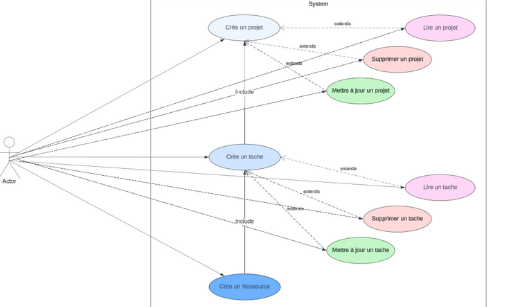 System
Crée un projet
extends
Lire un projet
extends
Supprimer un projet
extends
Mettre à jour un projet
Include
Actor
Crée un tache
extends
Lire un tache
extends
Supprimer un tache
extends
Include
Mettre à jour un tache
Crée un Ressource